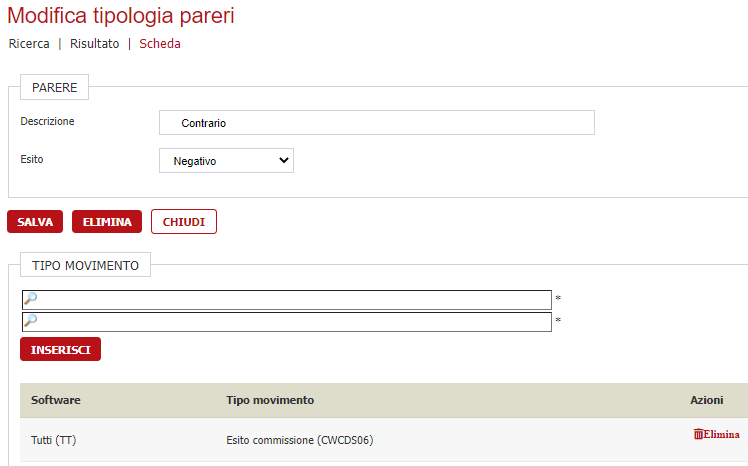 Modifica tipologia pareri
Ricerca | Risultato | Scheda
PARERE
Descrizione Contrario
Esito Negativo
SALVA ELIMINA CHIUDI
TIPO MOVIMENTO
*
*
INSERISCI
Software Tipo movimento Azioni
Tutti (TT) Esito commissione (CWCDS06) Elimina